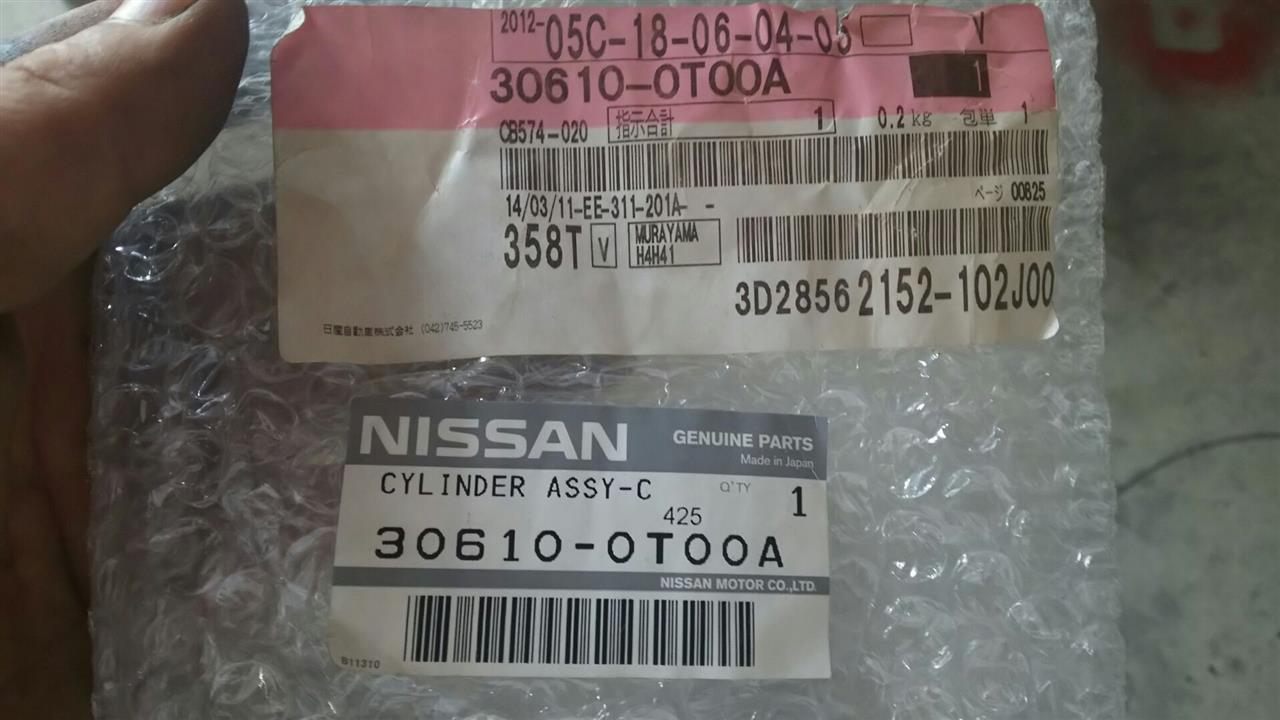 2012-05C-18-06-04-05 V
30610-0T00A 1
CB574-020 指示合計 1 0.2kg 包単 1
14/03/11-EE-311-201A- - ページ 00825
358T V MURAYAMA
H4H41
3D28562152-102J00
日産自動車株式会社 (042)745-5523
NISSAN GENUINE PARTS
Made in Japan
CYLINDER ASSY-C Q'TY 1
425
30610-0T00A
NISSAN MOTOR CO.,LTD.
B11310